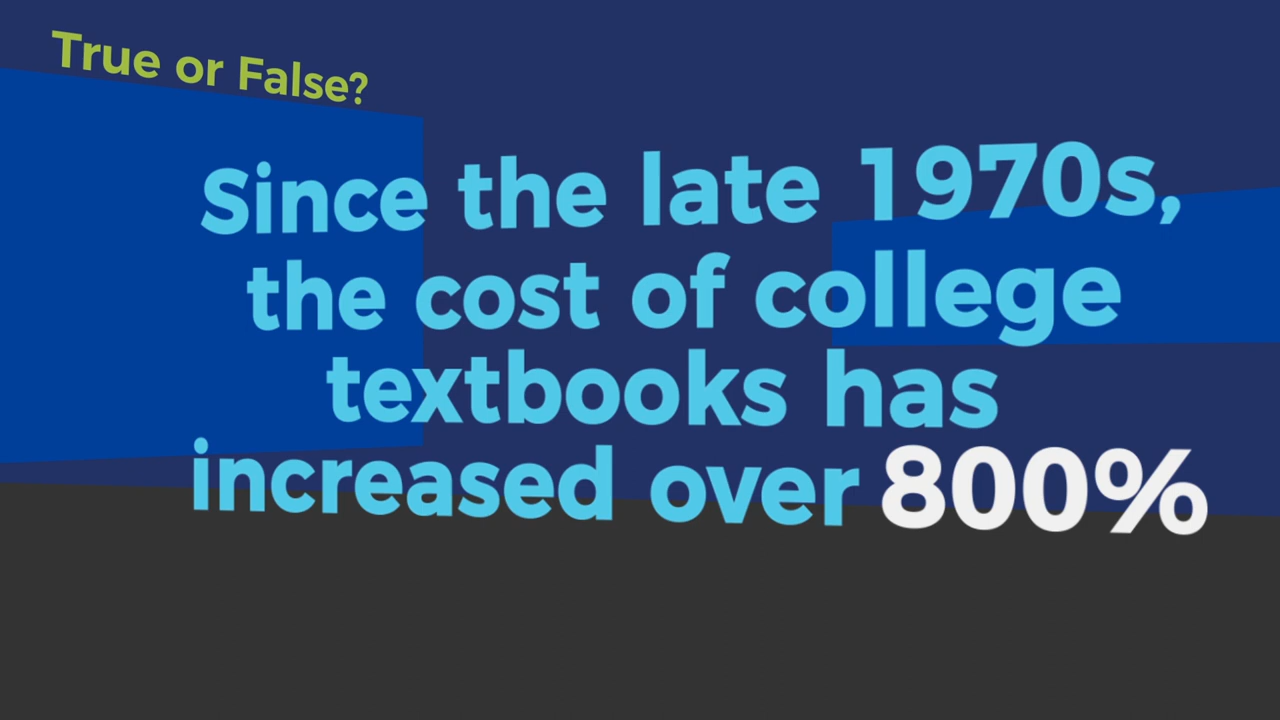 True or False?
Since the late 1970s,
the cost of college
textbooks has
increased over 800%